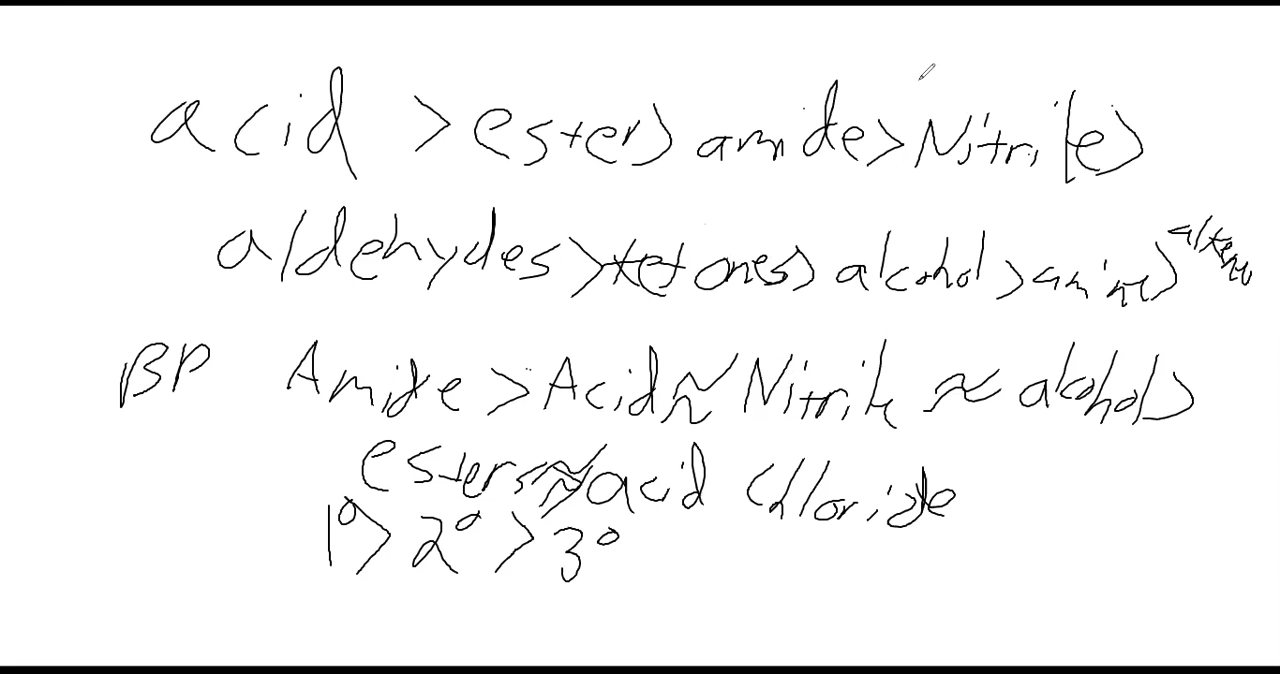 acid > ester > amide > Nitrile >
aldehydes > ketones > alcohol > amine > alkene
BP Amide > Acid ≈ Nitrile ≈ alcohol >
esters ≈ acid chloride
1° > 2° > 3°